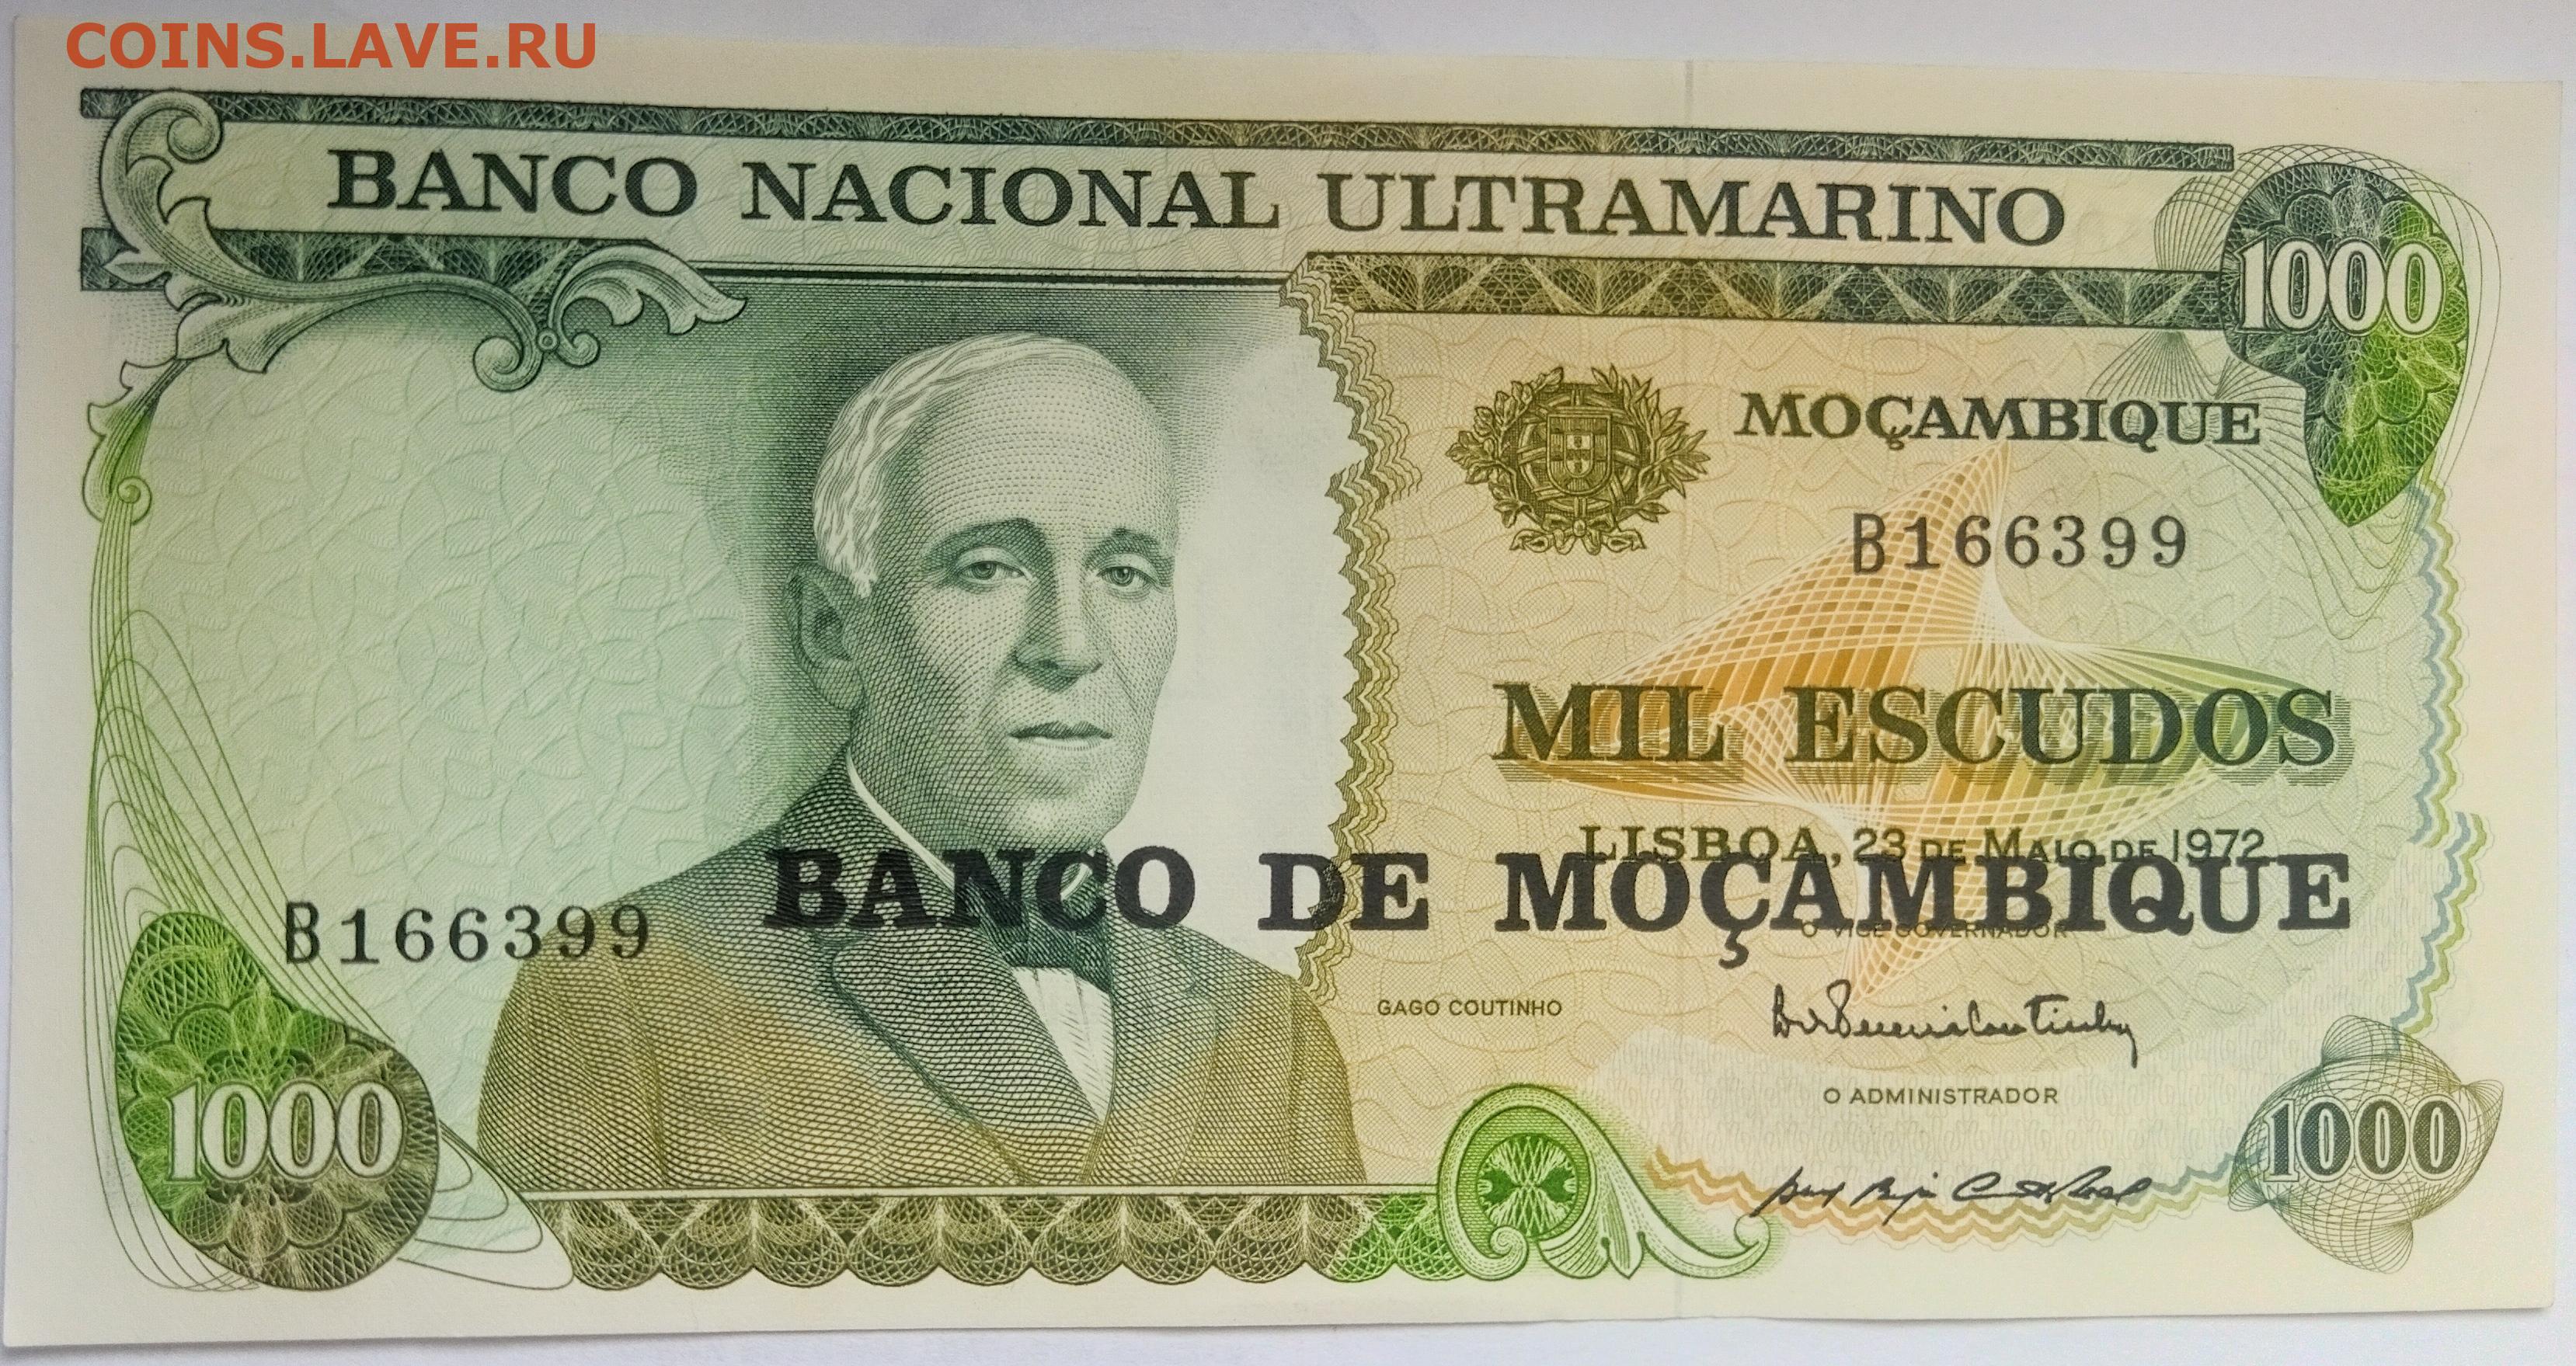 COINS.LAVE.RU
BANCO NACIONAL ULTRAMARINO
1000
MOÇAMBIQUE
B166399
MIL ESCUDOS
LISBOA, 23 DE MAIO DE 1972
BANCO DE MOÇAMBIQUE
O VICE GOVERNADOR
B166399
GAGO COUTINHO
O ADMINISTRADOR
1000
1000